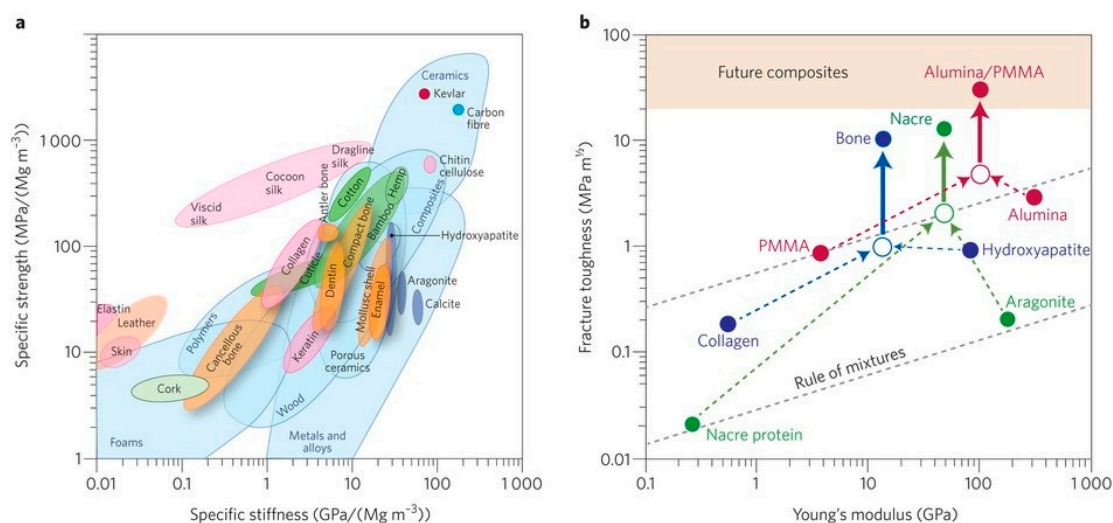 a
Specific strength (MPa/(Mg m⁻³))
1 000
100
10
1
0.01
0.1
1
10
100
1 000
Specific stiffness (GPa/(Mg m⁻³))
Ceramics
Kevlar
Carbon
fibre
Dragline
silk
Cocoon
silk
Viscid
silk
Chitin
cellulose
Antler bone
Cotton
Hemp
Composites
Compact bone
Bamboo
Hydroxyapatite
Collagen
Cuticle
Dentin
Mollusc shell
Enamel
Aragonite
Calcite
Elastin
Leather
Skin
Polymers
Cancellous
bone
Keratin
Porous
ceramics
Cork
Wood
Foams
Metals and
alloys
b
Fracture toughness (MPa m½)
100
10
1
0.1
0.01
0.1
1
10
100
1 000
Young's modulus (GPa)
Future composites
Alumina/PMMA
Nacre
Bone
Alumina
PMMA
Hydroxyapatite
Aragonite
Collagen
Rule of mixtures
Nacre protein